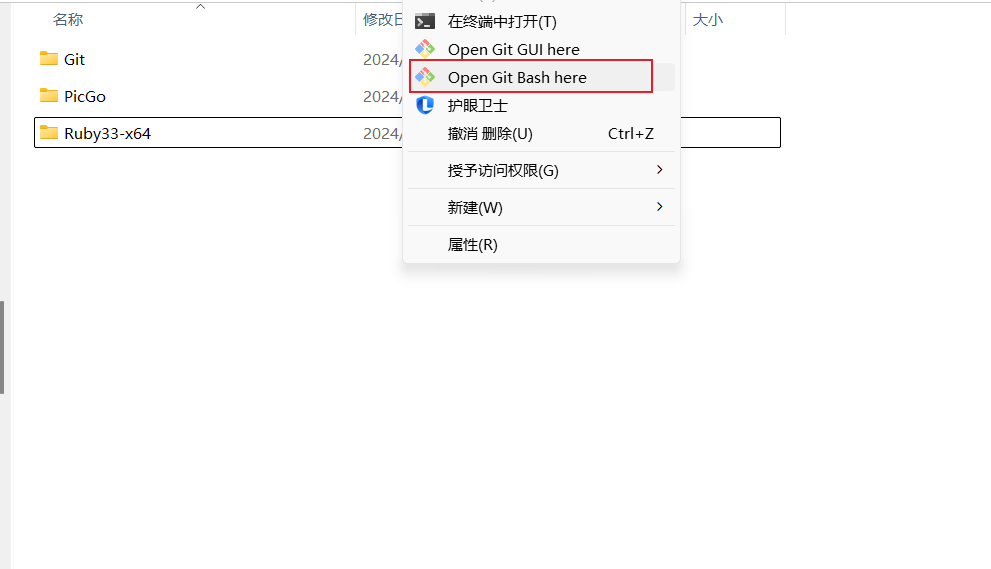 名称
修改日
大小
Git
2024/
PicGo
2024/
Ruby33-x64
2024/
在终端中打开(T)
Open Git GUI here
Open Git Bash here
护眼卫士
撤消 删除(U) Ctrl+Z
授予访问权限(G)
新建(W)
属性(R)